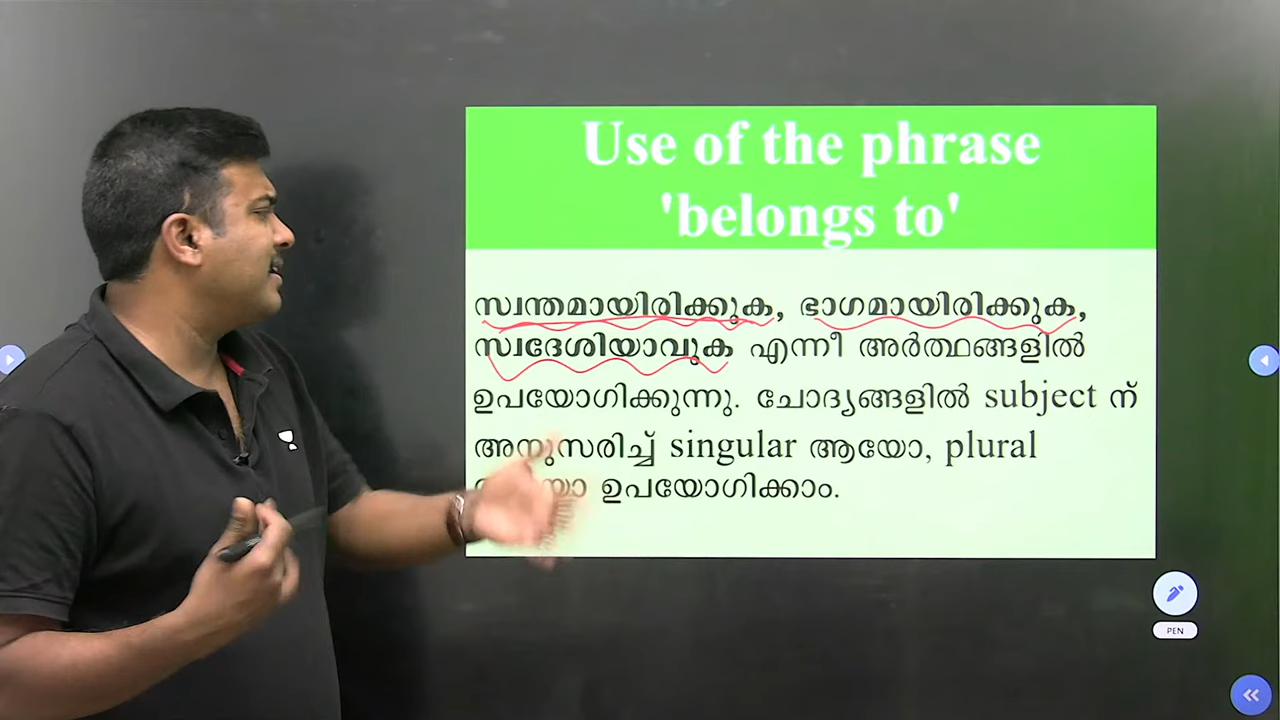 Use of the phrase
'belongs to'
സ്വന്തമായിരിക്കുക, ഭാഗമായിരിക്കുക,
സ്വദേശിയാവുക എന്നീ അർത്ഥങ്ങളിൽ
ഉപയോഗിക്കുന്നു. ചോദ്യങ്ങളിൽ subject ന്
അനുസരിച്ച് singular ആയോ, plural
ഉപയോഗിക്കാം.
PEN